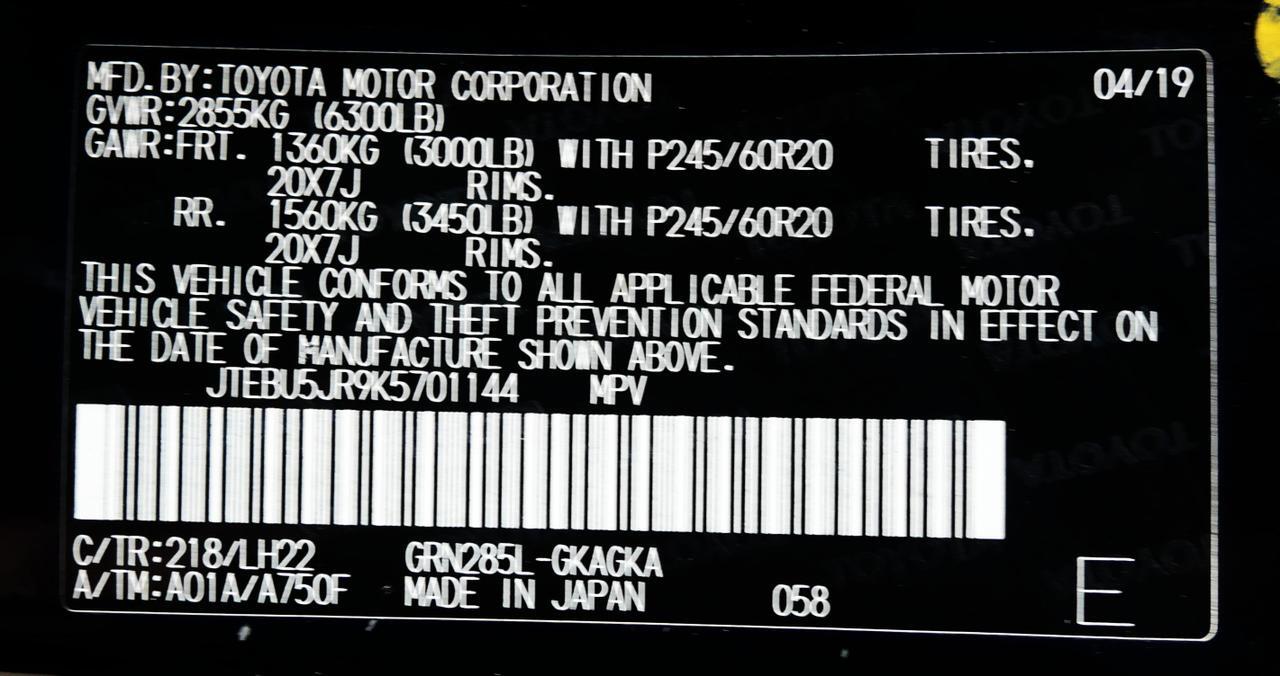 MFD. BY:TOYOTA MOTOR CORPORATION 04/19
GVWR:2855KG (6300LB)
GAWR:FRT. 1360KG (3000LB) WITH P245/60R20 TIRES.
20X7J RIMS.
RR. 1560KG (3450LB) WITH P245/60R20 TIRES.
20X7J RIMS.
THIS VEHICLE CONFORMS TO ALL APPLICABLE FEDERAL MOTOR
VEHICLE SAFETY AND THEFT PREVENTION STANDARDS IN EFFECT ON
THE DATE OF MANUFACTURE SHOWN ABOVE.
JTEBU5JR9K5701144 MPV
C/TR:218/LH22 GRN285L-GKAGKA
A/TM:A01A/A750F MADE IN JAPAN 058 E